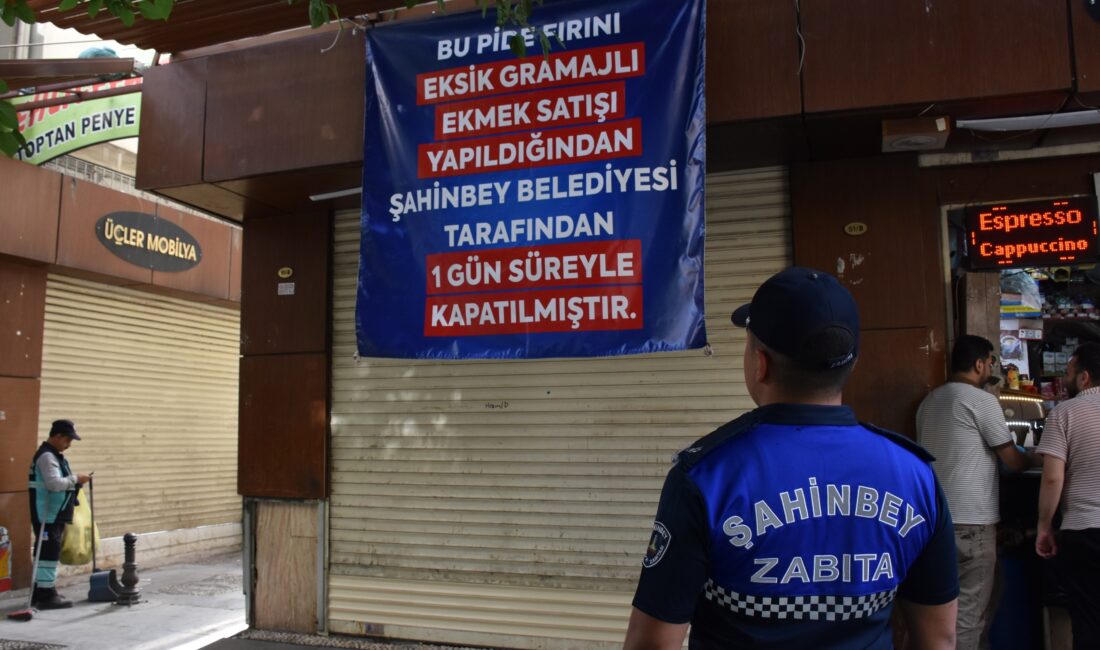 BU PİDE FIRINI
EKSİK GRAMAJLI
EKMEK SATIŞI
YAPILDIĞINDAN
ŞAHİNBEY BELEDİYESİ
TARAFINDAN
1 GÜN SÜREYLE
KAPATILMIŞTIR.
TOPTAN PENYE
ÜÇLER MOBİLYA
Espresso
Cappuccino
ŞAHİNBEY
ZABITA